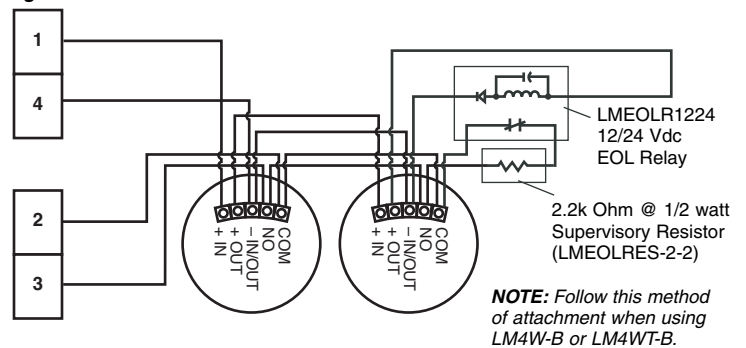 1
4
2
3
+ IN
+ OUT
– IN/OUT
NO
COM
+ IN
+ OUT
– IN/OUT
NO
COM
LMEOLR1224
12/24 Vdc
EOL Relay
2.2k Ohm @ 1/2 watt
Supervisory Resistor
(LMEOLRES-2-2)
NOTE: Follow this method
of attachment when using
LM4W-B or LM4WT-B.